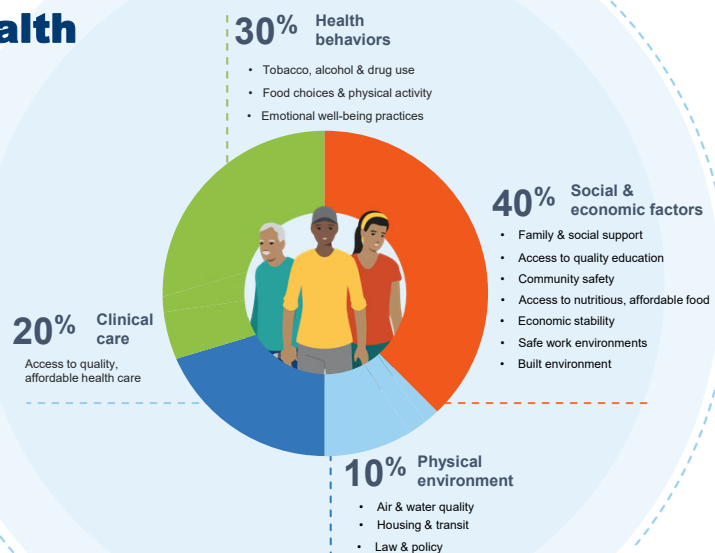 alth
30% Health
behaviors
• Tobacco, alcohol & drug use
• Food choices & physical activity
• Emotional well-being practices
40% Social &
economic factors
• Family & social support
• Access to quality education
• Community safety
• Access to nutritious, affordable food
• Economic stability
• Safe work environments
• Built environment
20% Clinical
care
Access to quality,
affordable health care
10% Physical
environment
• Air & water quality
• Housing & transit
• Law & policy